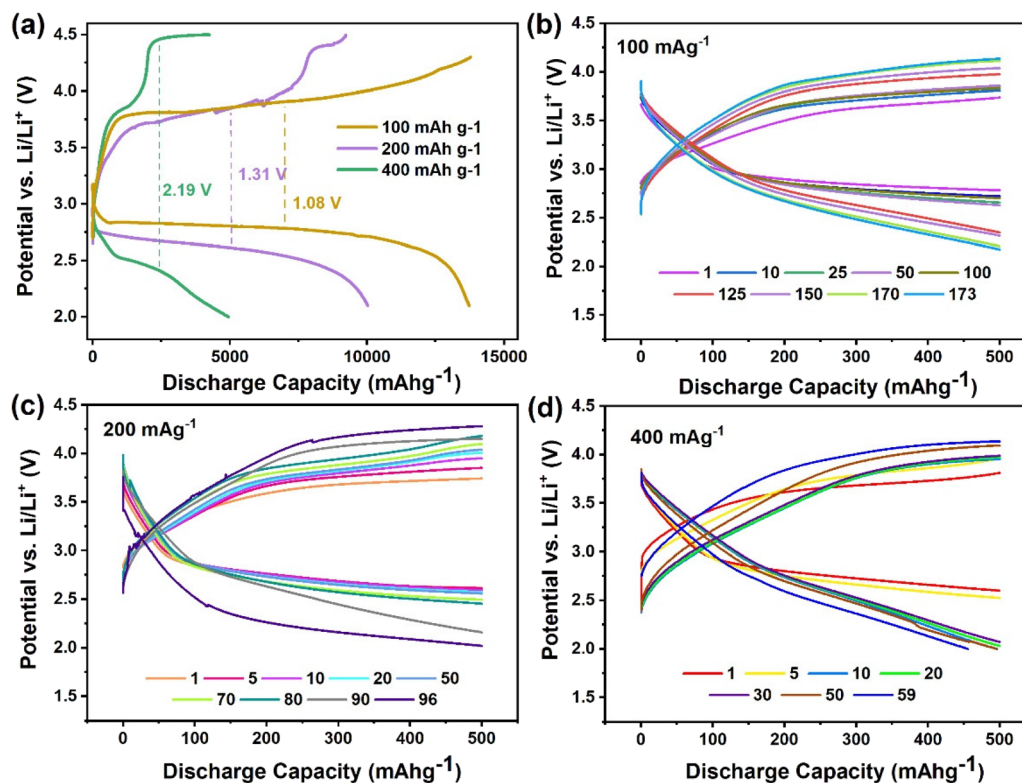 (a)
4.5
4.0
3.5
3.0
2.5
2.0
Potential vs. Li/Li⁺ (V)
100 mAh g-1
200 mAh g-1
400 mAh g-1
2.19 V
1.31 V
1.08 V
0 5000 10000 15000
Discharge Capacity (mAhg⁻¹)
(b)
100 mAg⁻¹
4.5
4.0
3.5
3.0
2.5
2.0
1.5
Potential vs. Li/Li⁺ (V)
1 10 25 50 100
125 150 170 173
0 100 200 300 400 500
Discharge Capacity (mAhg⁻¹)
(c)
200 mAg⁻¹
4.5
4.0
3.5
3.0
2.5
2.0
1.5
Potential vs. Li/Li⁺ (V)
1 5 10 20 50
70 80 90 96
0 100 200 300 400 500
Discharge Capacity (mAhg⁻¹)
(d)
400 mAg⁻¹
4.5
4.0
3.5
3.0
2.5
2.0
1.5
Potential vs. Li/Li⁺ (V)
1 5 10 20
30 50 59
0 100 200 300 400 500
Discharge Capacity (mAhg⁻¹)